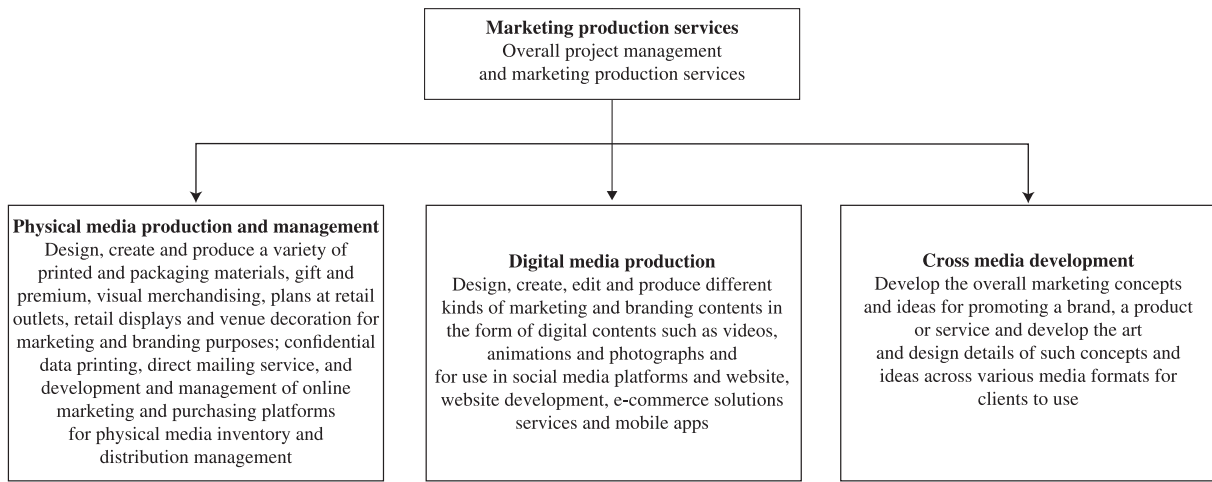 Marketing production services
Overall project management
and marketing production services
Physical media production and management
Design, create and produce a variety of
printed and packaging materials, gift and
premium, visual merchandising, plans at retail
outlets, retail displays and venue decoration for
marketing and branding purposes; confidential
data printing, direct mailing service, and
development and management of online
marketing and purchasing platforms
for physical media inventory and
distribution management
Digital media production
Design, create, edit and produce different
kinds of marketing and branding contents in
the form of digital contents such as videos,
animations and photographs and
for use in social media platforms and website,
website development, e-commerce solutions
services and mobile apps
Cross media development
Develop the overall marketing concepts
and ideas for promoting a brand, a product
or service and develop the art
and design details of such concepts and
ideas across various media formats for
clients to use